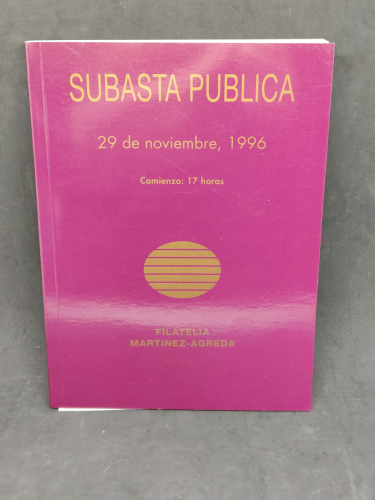 SUBASTA PUBLICA
29 de noviembre, 1996
Comienzo: 17 horas
FILATELIA
MARTINEZ-AGREDA